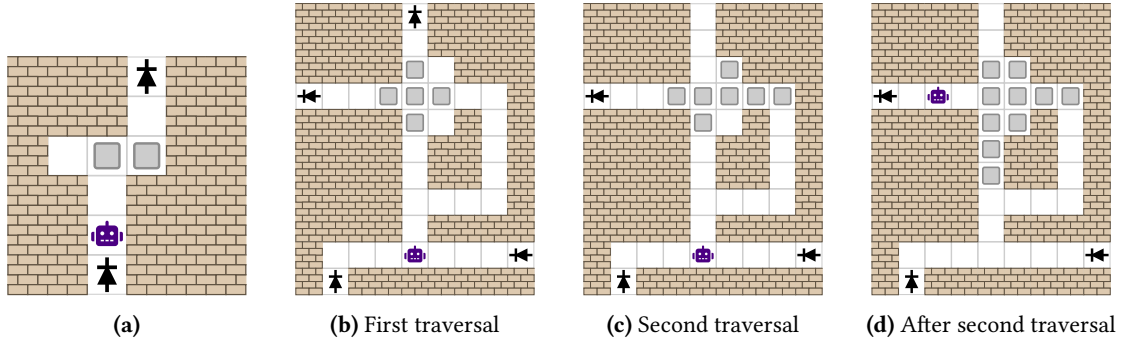 (a)
(b) First traversal
(c) Second traversal
(d) After second traversal